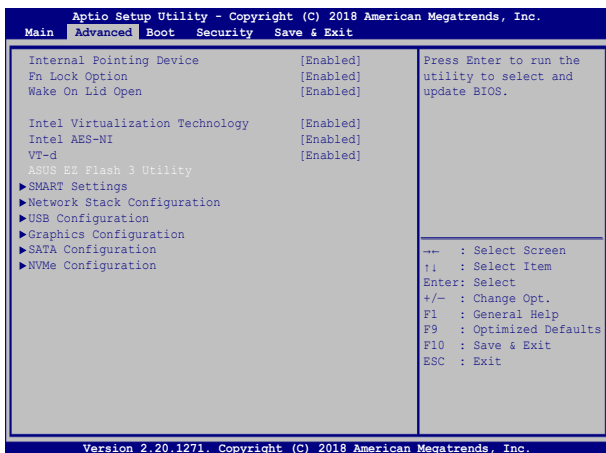 Aptio Setup Utility - Copyright (C) 2018 American Megatrends, Inc.
Main Advanced Boot Security Save & Exit
Internal Pointing Device [Enabled]
Fn Lock Option [Enabled]
Wake On Lid Open [Enabled]
Intel Virtualization Technology [Enabled]
Intel AES-NI [Enabled]
VT-d [Enabled]
ASUS EZ Flash 3 Utility
▶SMART Settings
▶Network Stack Configuration
▶USB Configuration
▶Graphics Configuration
▶SATA Configuration
▶NVMe Configuration
Press Enter to run the
utility to select and
update BIOS.
→← : Select Screen
↑↓ : Select Item
Enter: Select
+/— : Change Opt.
F1 : General Help
F9 : Optimized Defaults
F10 : Save & Exit
ESC : Exit
Version 2.20.1271. Copyright (C) 2018 American Megatrends, Inc.